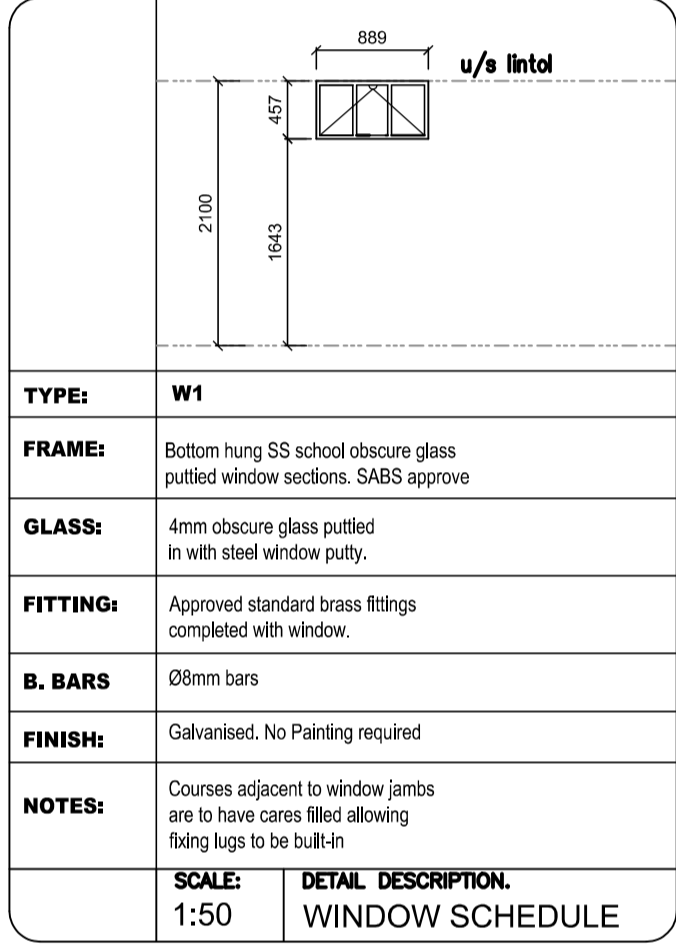 889
u/s lintol
457
2100
1643
TYPE: W1
FRAME: Bottom hung SS school obscure glass
puttied window sections. SABS approve
GLASS: 4mm obscure glass puttied
in with steel window putty.
FITTING: Approved standard brass fittings
completed with window.
B. BARS Ø8mm bars
FINISH: Galvanised. No Painting required
NOTES: Courses adjacent to window jambs
are to have cares filled allowing
fixing lugs to be built-in
SCALE: DETAIL DESCRIPTION.
1:50 WINDOW SCHEDULE